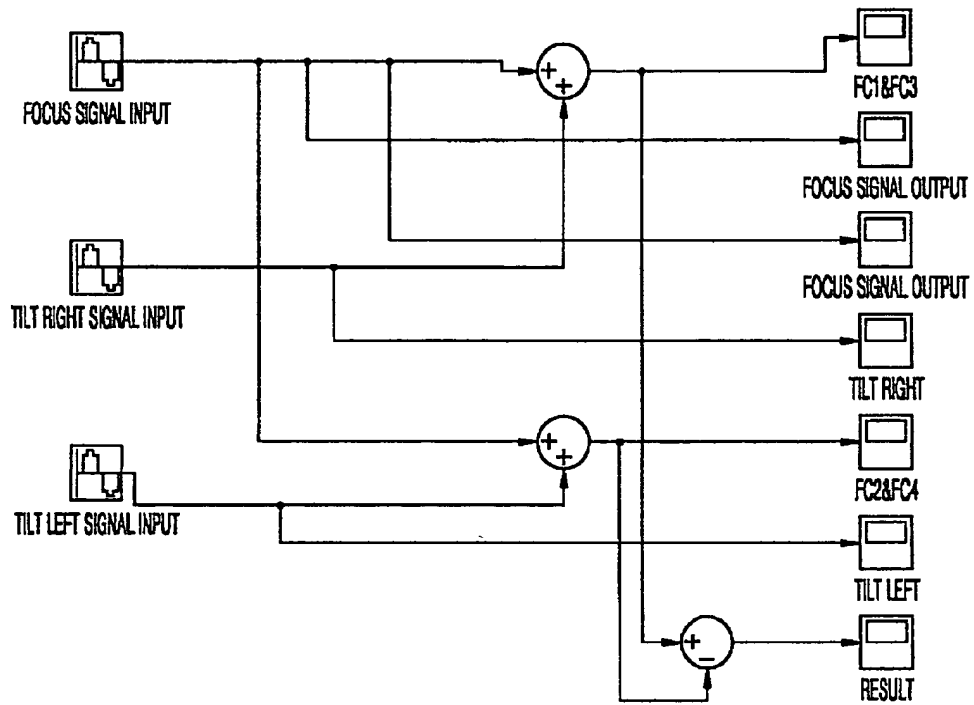 FOCUS SIGNAL INPUT
+
+
FC1&FC3
FOCUS SIGNAL OUTPUT
FOCUS SIGNAL OUTPUT
TILT RIGHT SIGNAL INPUT
TILT RIGHT
+
+
FC2&FC4
TILT LEFT SIGNAL INPUT
TILT LEFT
+
−
RESULT